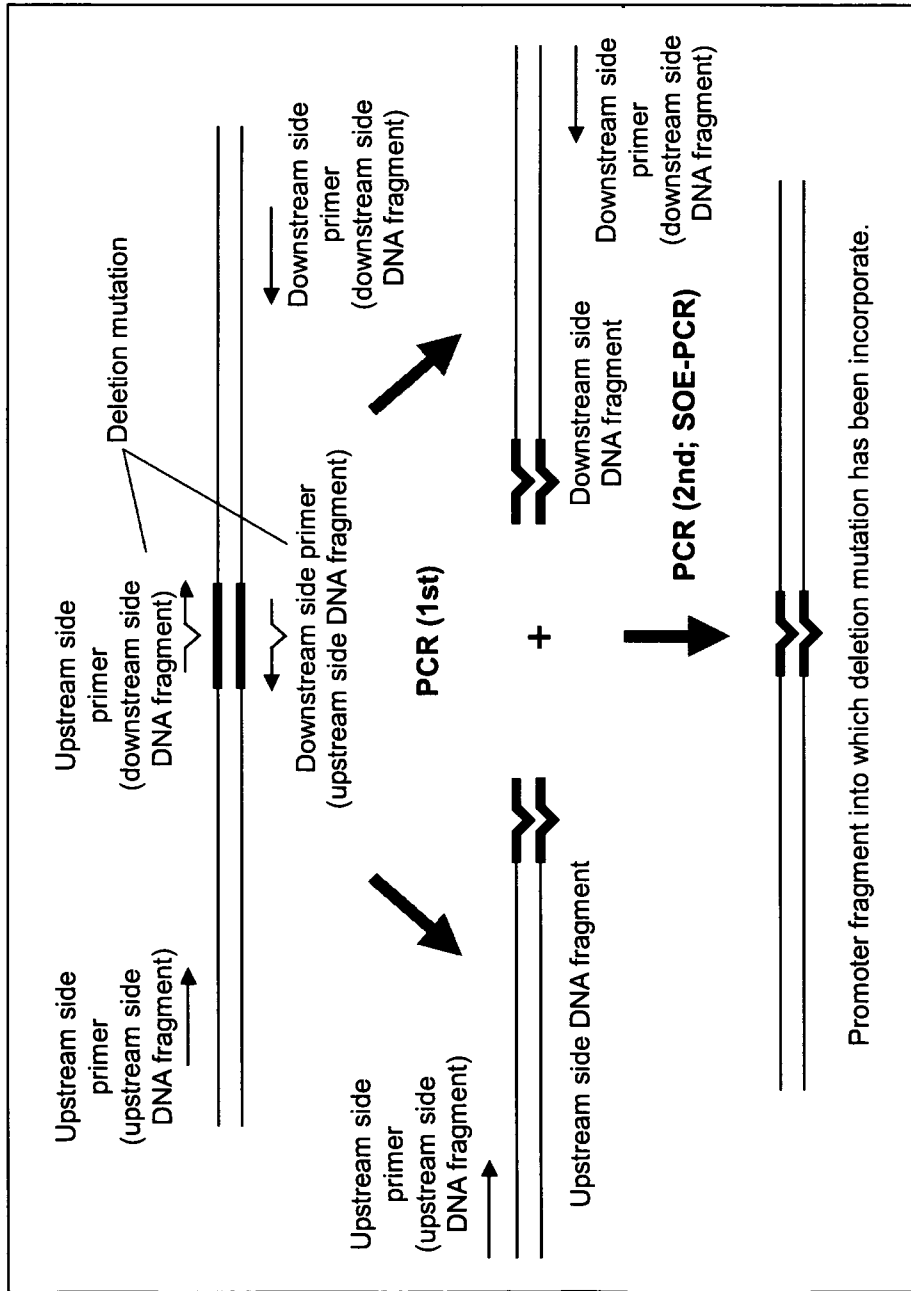 Upstream side
primer
(upstream side
DNA fragment)
Upstream side
primer
(downstream side
DNA fragment)
Deletion mutation
Downstream side primer
(upstream side DNA fragment)
Downstream side
primer
(downstream side
DNA fragment)
PCR (1st)
Upstream side
primer
(upstream side
DNA fragment)
Upstream side DNA fragment
+
Downstream side
DNA fragment
Downstream side
primer
(downstream side
DNA fragment)
PCR (2nd; SOE-PCR)
Promoter fragment into which deletion mutation has been incorporate.